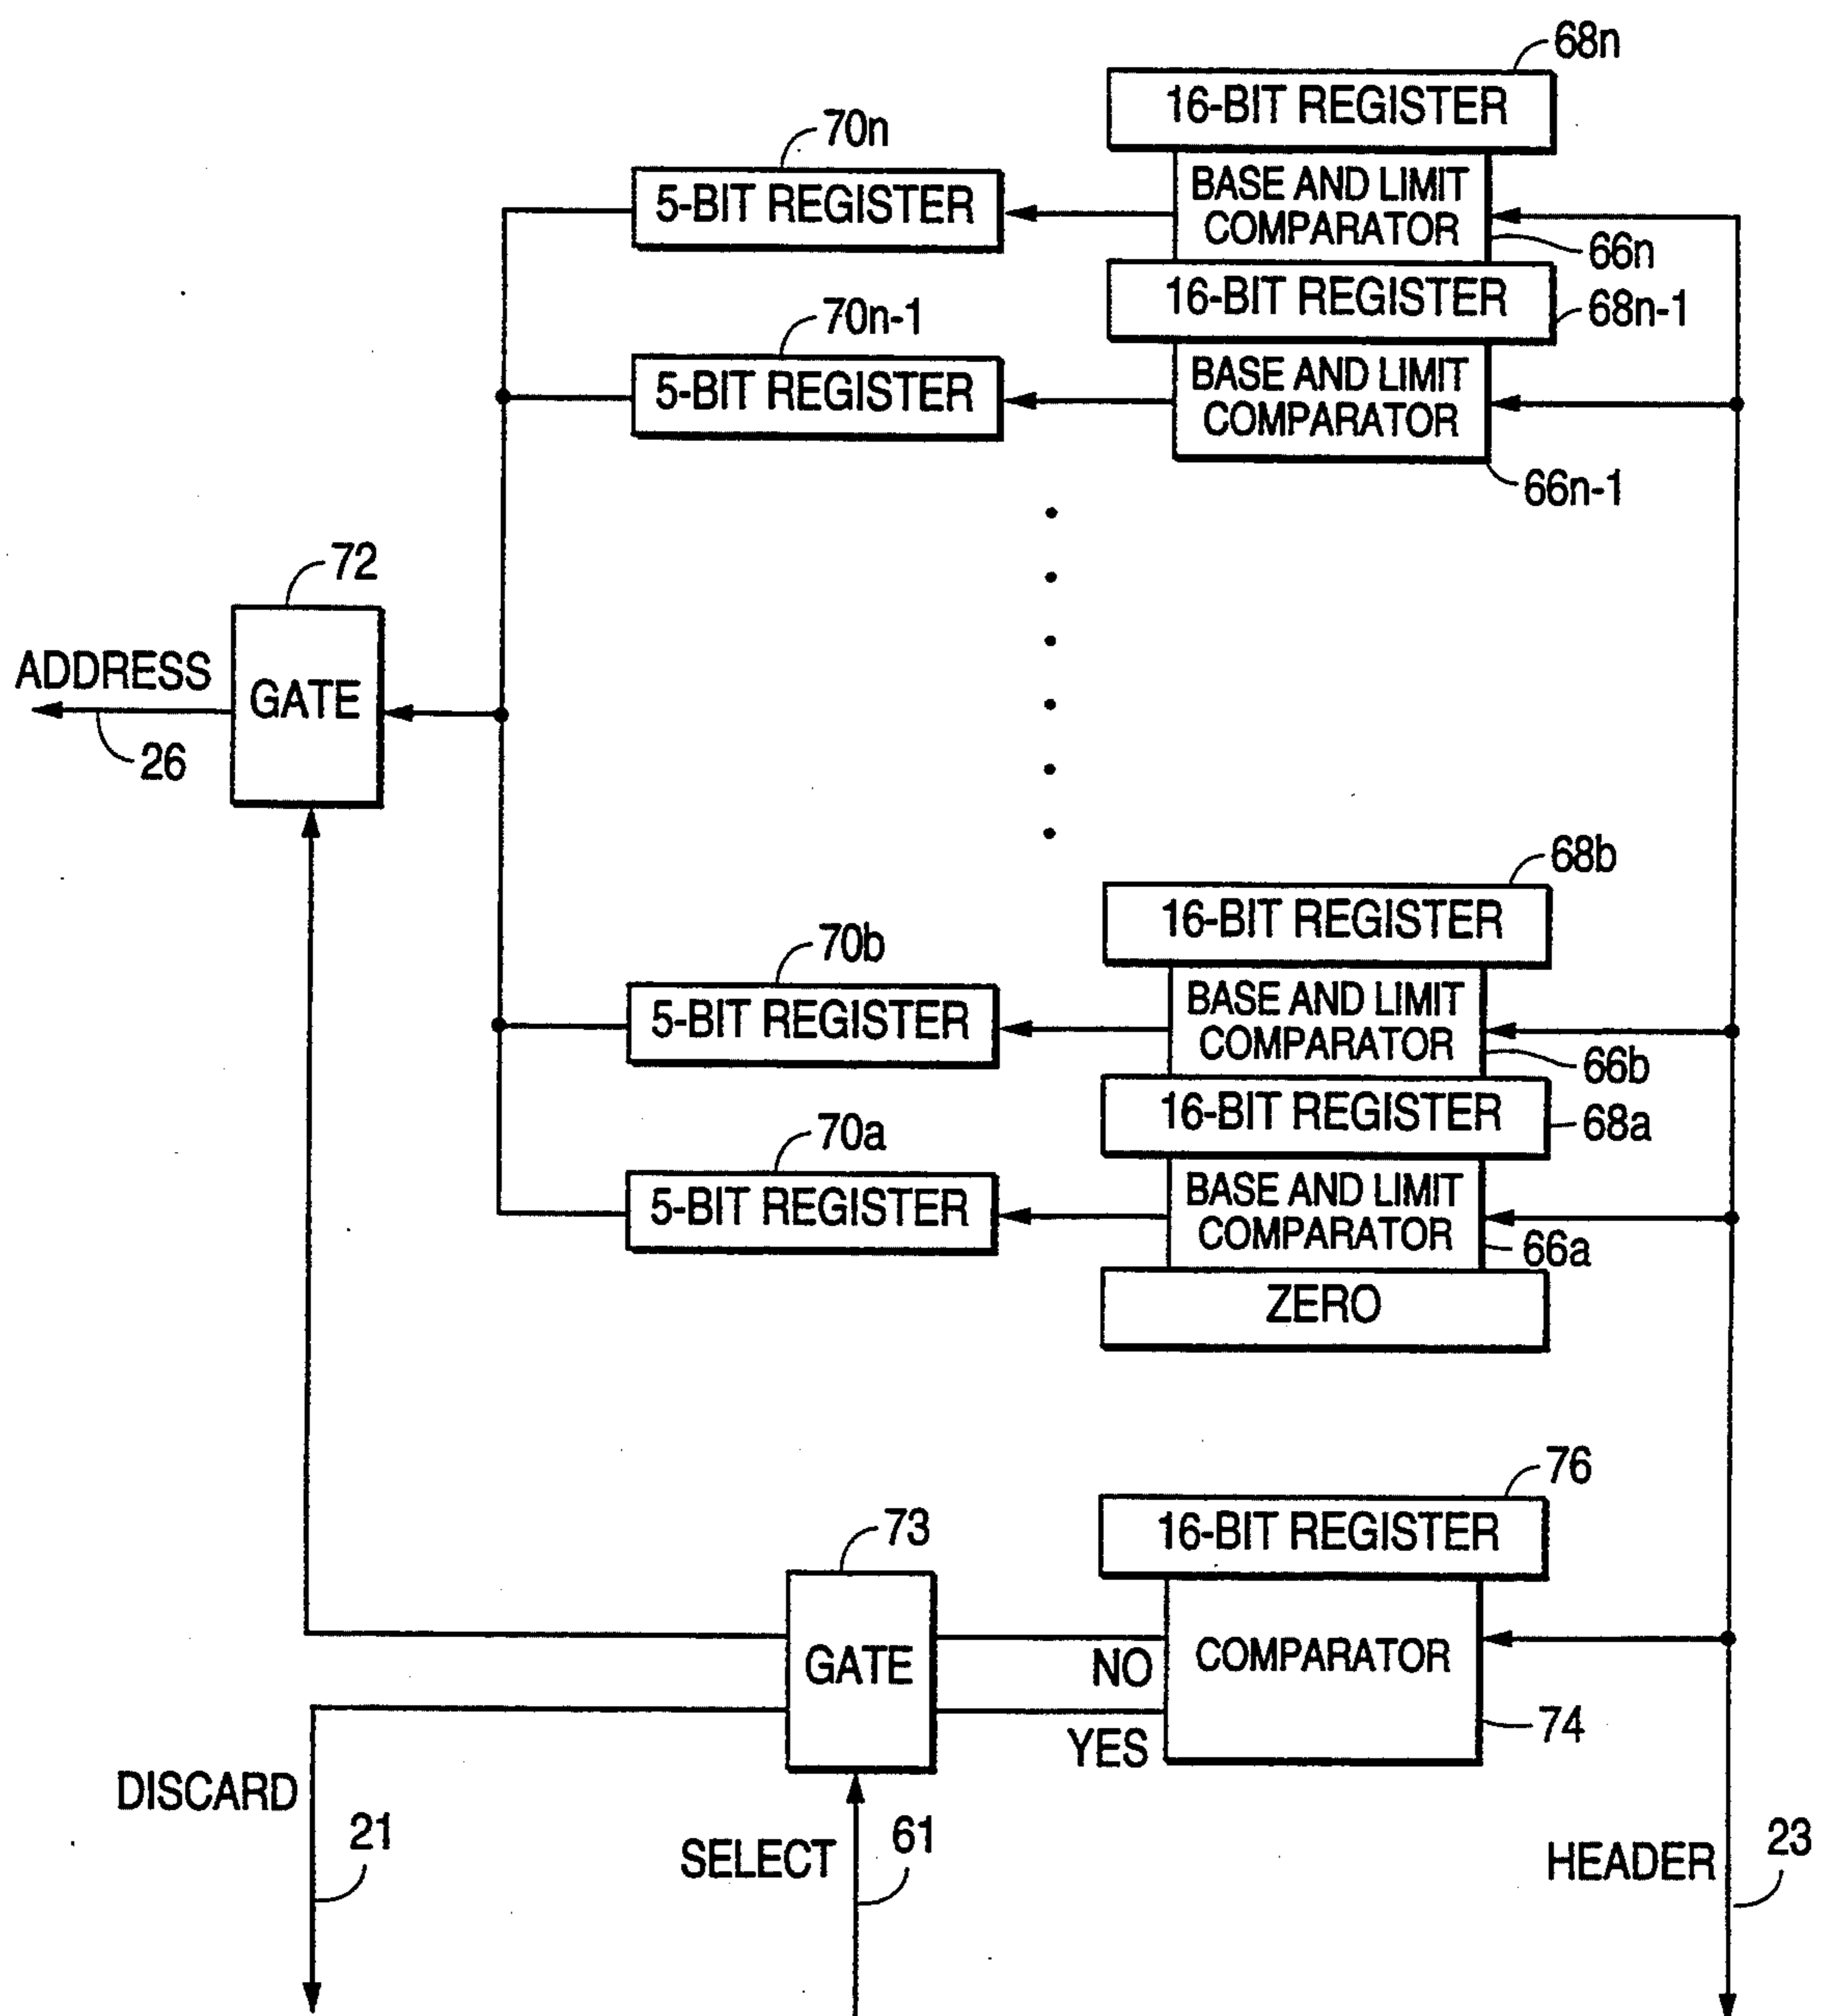 68n
16-BIT REGISTER
70n
5-BIT REGISTER
BASE AND LIMIT
COMPARATOR
66n
16-BIT REGISTER
68n-1
70n-1
5-BIT REGISTER
BASE AND LIMIT
COMPARATOR
66n-1
72
ADDRESS
GATE
26
68b
16-BIT REGISTER
70b
5-BIT REGISTER
BASE AND LIMIT
COMPARATOR
66b
16-BIT REGISTER
68a
70a
5-BIT REGISTER
BASE AND LIMIT
COMPARATOR
66a
ZERO
76
16-BIT REGISTER
73
GATE
NO
YES
COMPARATOR
74
DISCARD
21
SELECT
61
HEADER
23